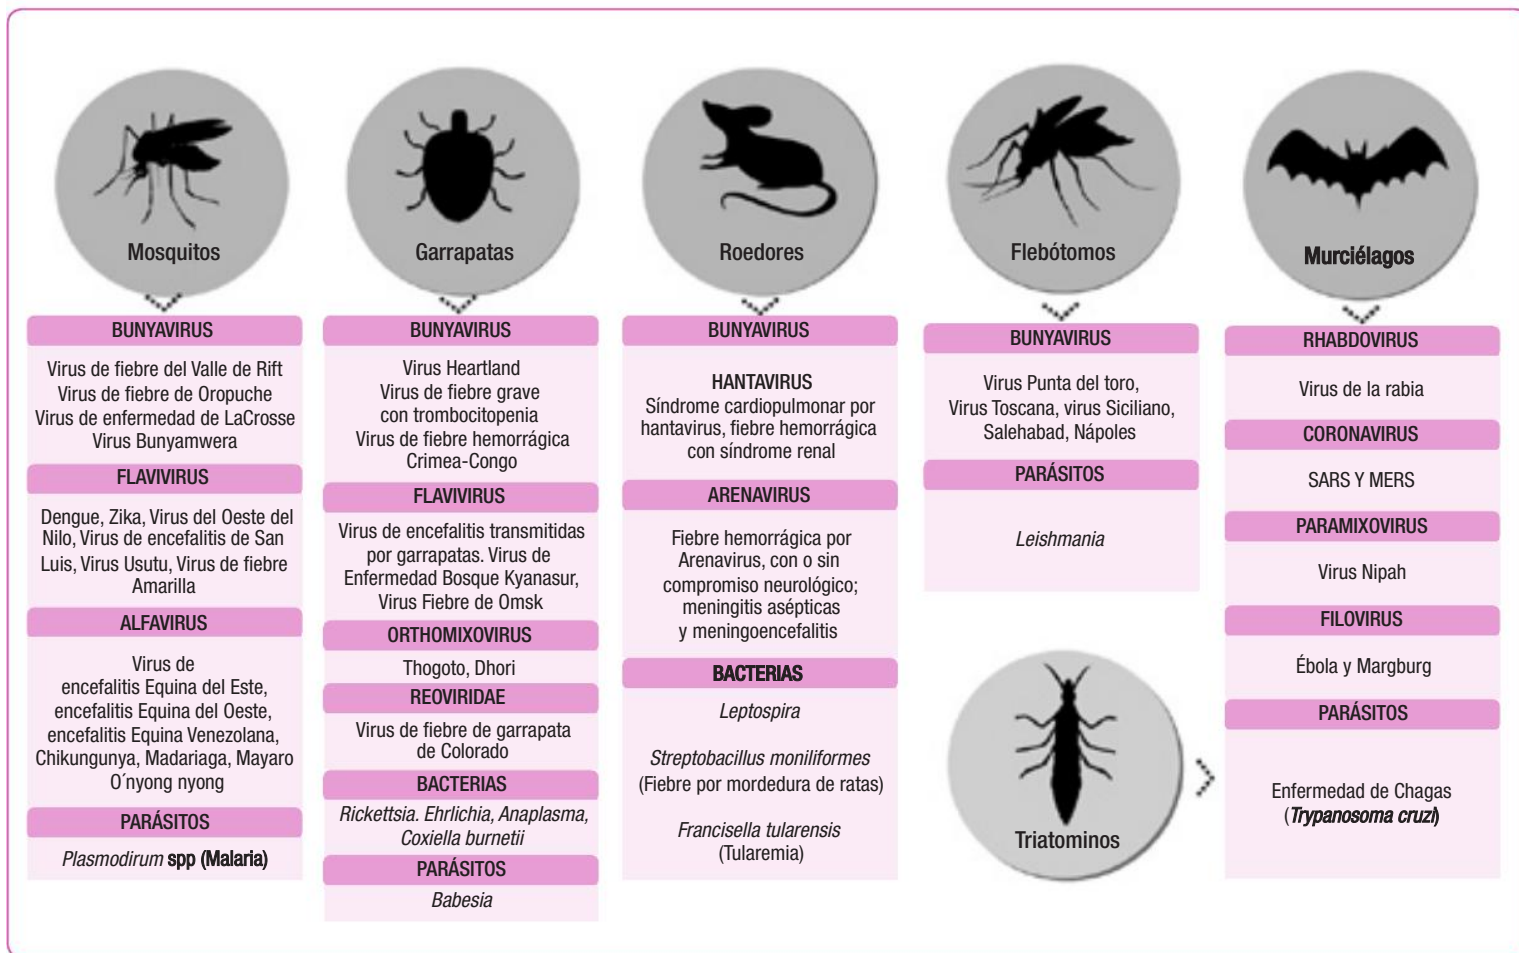 Mosquitos
BUNYAVIRUS
Virus de fiebre del Valle de Rift
Virus de fiebre de Oropuche
Virus de enfermedad de LaCrosse
Virus Bunyamwera
FLAVIVIRUS
Dengue, Zika, Virus del Oeste del
Nilo, Virus de encefalitis de San
Luis, Virus Usutu, Virus de fiebre
Amarilla
ALFAVIRUS
Virus de
encefalitis Equina del Este,
encefalitis Equina del Oeste,
encefalitis Equina Venezolana,
Chikungunya, Madariaga, Mayaro
O´nyong nyong
PARÁSITOS
Plasmodirum spp (Malaria)
Garrapatas
BUNYAVIRUS
Virus Heartland
Virus de fiebre grave
con trombocitopenia
Virus de fiebre hemorrágica
Crimea-Congo
FLAVIVIRUS
Virus de encefalitis transmitidas
por garrapatas. Virus de
Enfermedad Bosque Kyanasur,
Virus Fiebre de Omsk
ORTHOMIXOVIRUS
Thogoto, Dhori
REOVIRIDAE
Virus de fiebre de garrapata
de Colorado
BACTERIAS
Rickettsia. Ehrlichia, Anaplasma,
Coxiella burnetii
PARÁSITOS
Babesia
Roedores
BUNYAVIRUS
HANTAVIRUS
Síndrome cardiopulmonar por
hantavirus, fiebre hemorrágica
con síndrome renal
ARENAVIRUS
Fiebre hemorrágica por
Arenavirus, con o sin
compromiso neurológico;
meningitis asépticas
y meningoencefalitis
BACTERIAS
Leptospira
Streptobacillus moniliformes
(Fiebre por mordedura de ratas)
Francisella tularensis
(Tularemia)
Flebótomos
BUNYAVIRUS
Virus Punta del toro,
Virus Toscana, virus Siciliano,
Salehabad, Nápoles
PARÁSITOS
Leishmania
Triatominos
Murciélagos
RHABDOVIRUS
Virus de la rabia
CORONAVIRUS
SARS Y MERS
PARAMIXOVIRUS
Virus Nipah
FILOVIRUS
Ébola y Margburg
PARÁSITOS
Enfermedad de Chagas
(Trypanosoma cruzi)